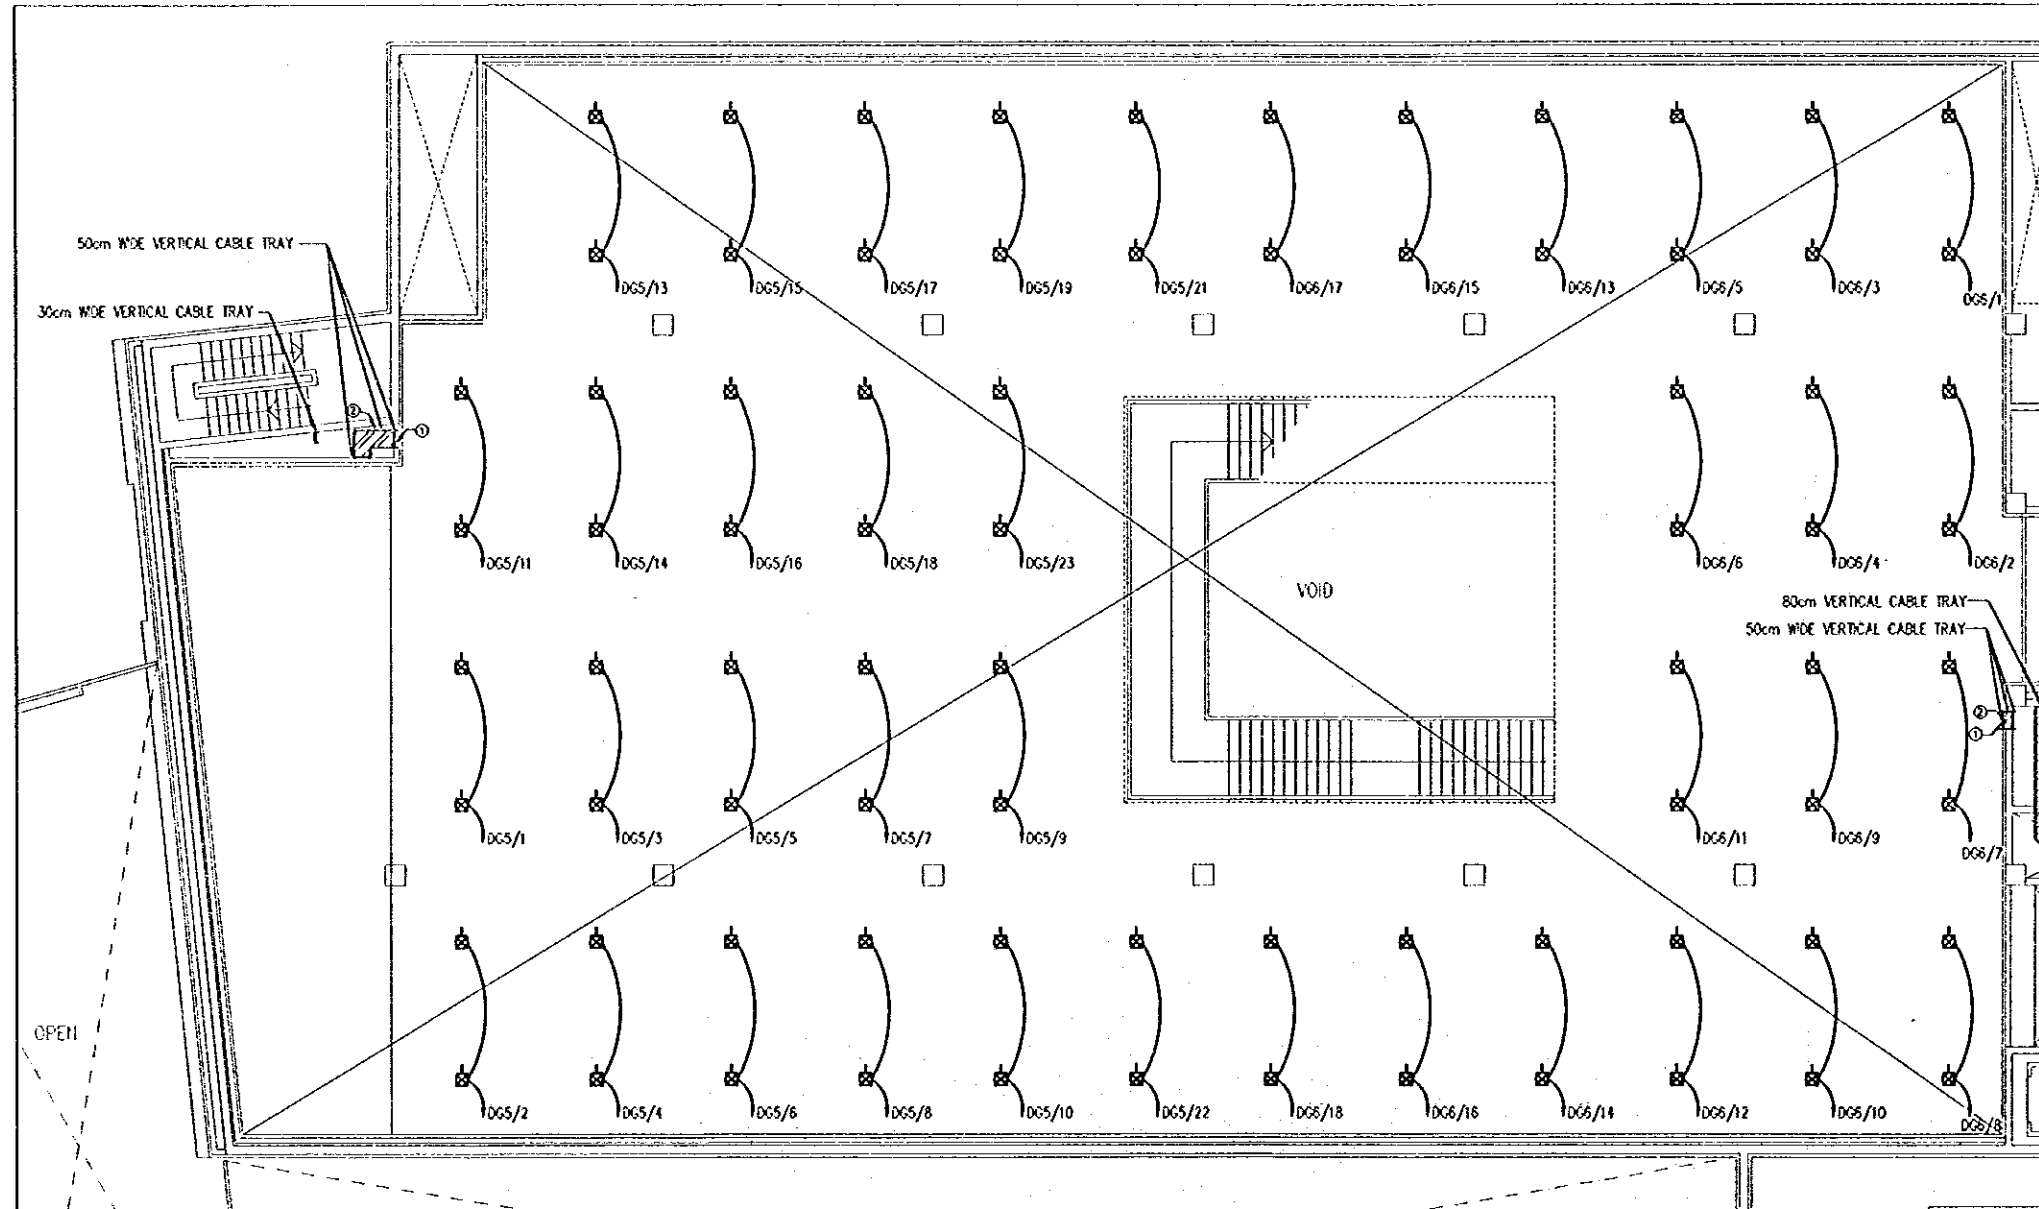 50cm WIDE VERTICAL CABLE TRAY
30cm WIDE VERTICAL CABLE TRAY
DG5/13
DG5/15
DG5/17
DG5/19
DG5/21
DG6/17
DG6/15
DG6/13
DG6/5
DG6/3
DG6/1
2
1
DG5/11
DG5/14
DG5/16
DG5/18
DG5/23
VOID
DG6/6
DG6/4
DG6/2
80cm VERTICAL CABLE TRAY
50cm WIDE VERTICAL CABLE TRAY
2
1
DG5/1
DG5/3
DG5/5
DG5/7
DG5/9
DG6/11
DG6/9
DG6/7
OPEN
DG5/2
DG5/4
DG5/6
DG5/8
DG5/10
DG5/22
DG6/18
DG6/16
DG6/14
DG6/12
DG6/10
DG6/8